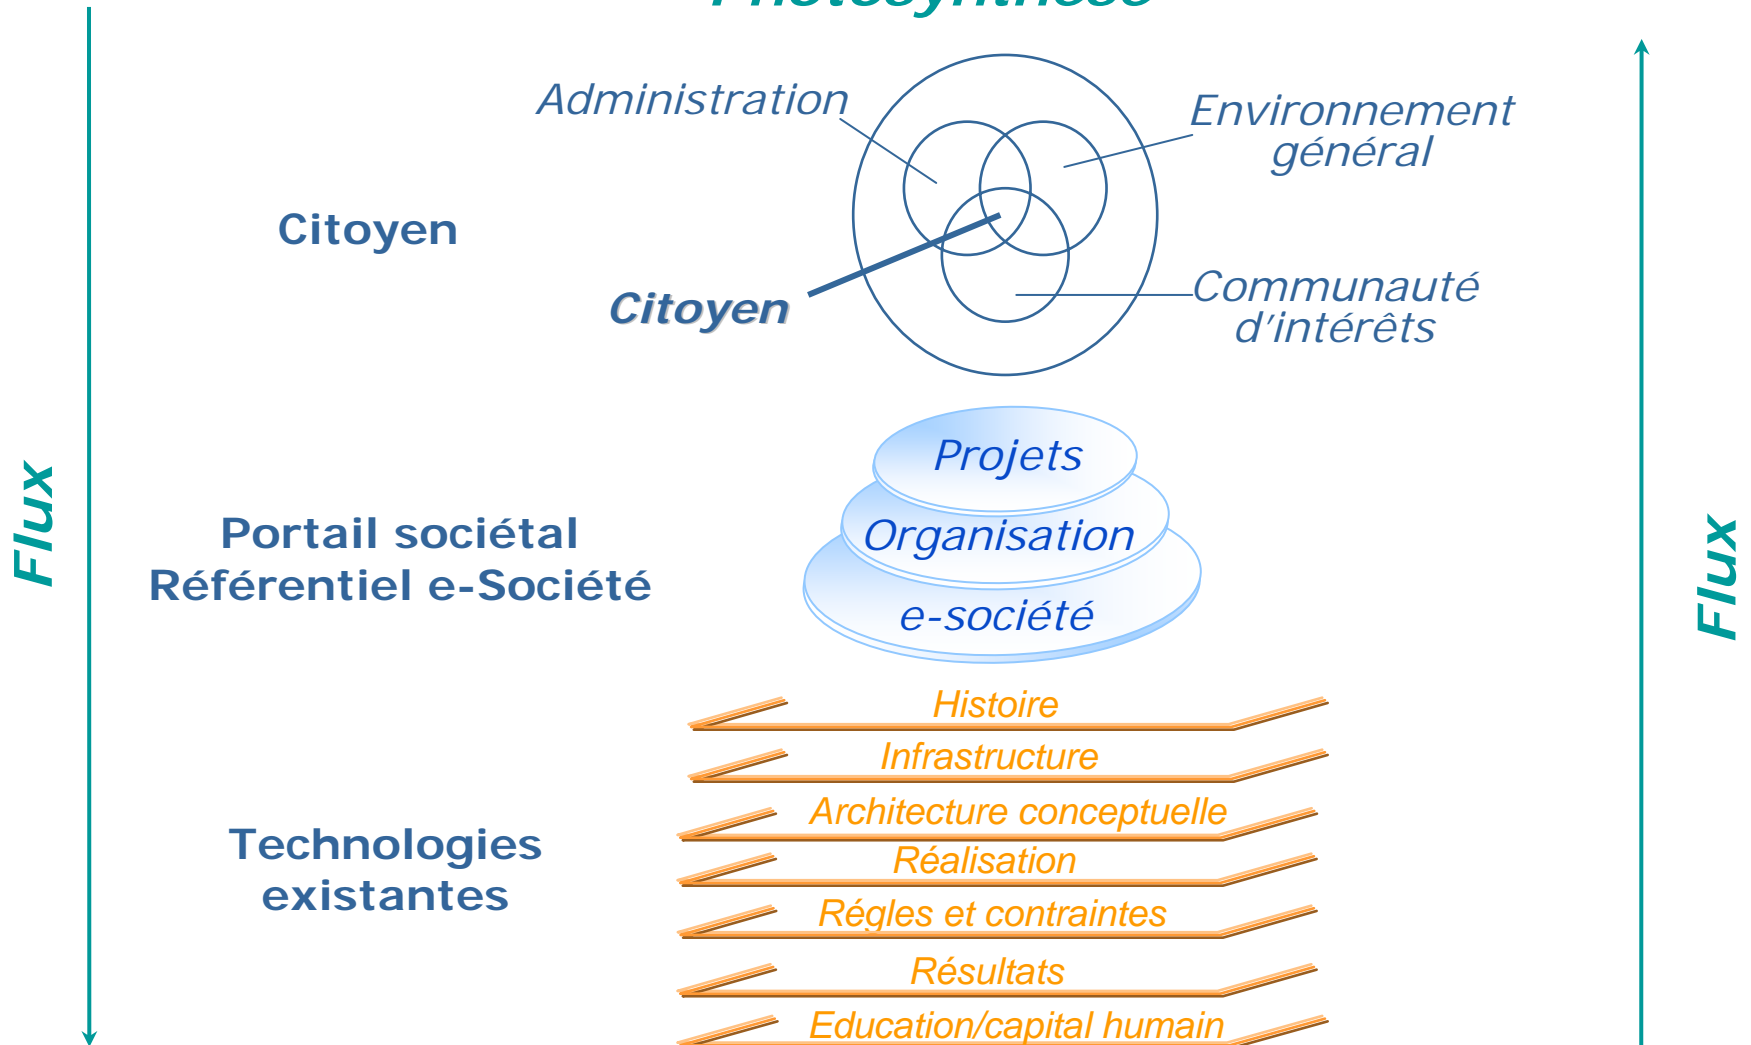 Photosynthèse
Administration
Environnement
général
Citoyen
Citoyen
Communauté
d'intérêts
Flux
Projets
Portail sociétal
Référentiel e-Société
Organisation
e-société
Flux
Histoire
Infrastructure
Architecture conceptuelle
Technologies
existantes
Réalisation
Régles et contraintes
Résultats
Education/capital humain